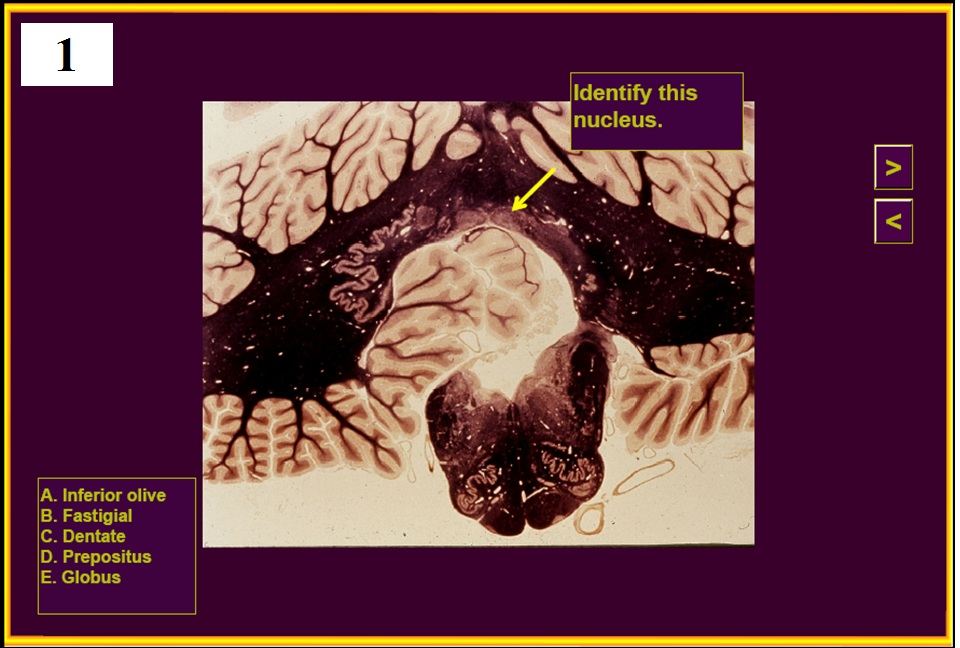 1
Identify this
nucleus.
>
<
A. Inferior olive
B. Fastigial
C. Dentate
D. Prepositus
E. Globus